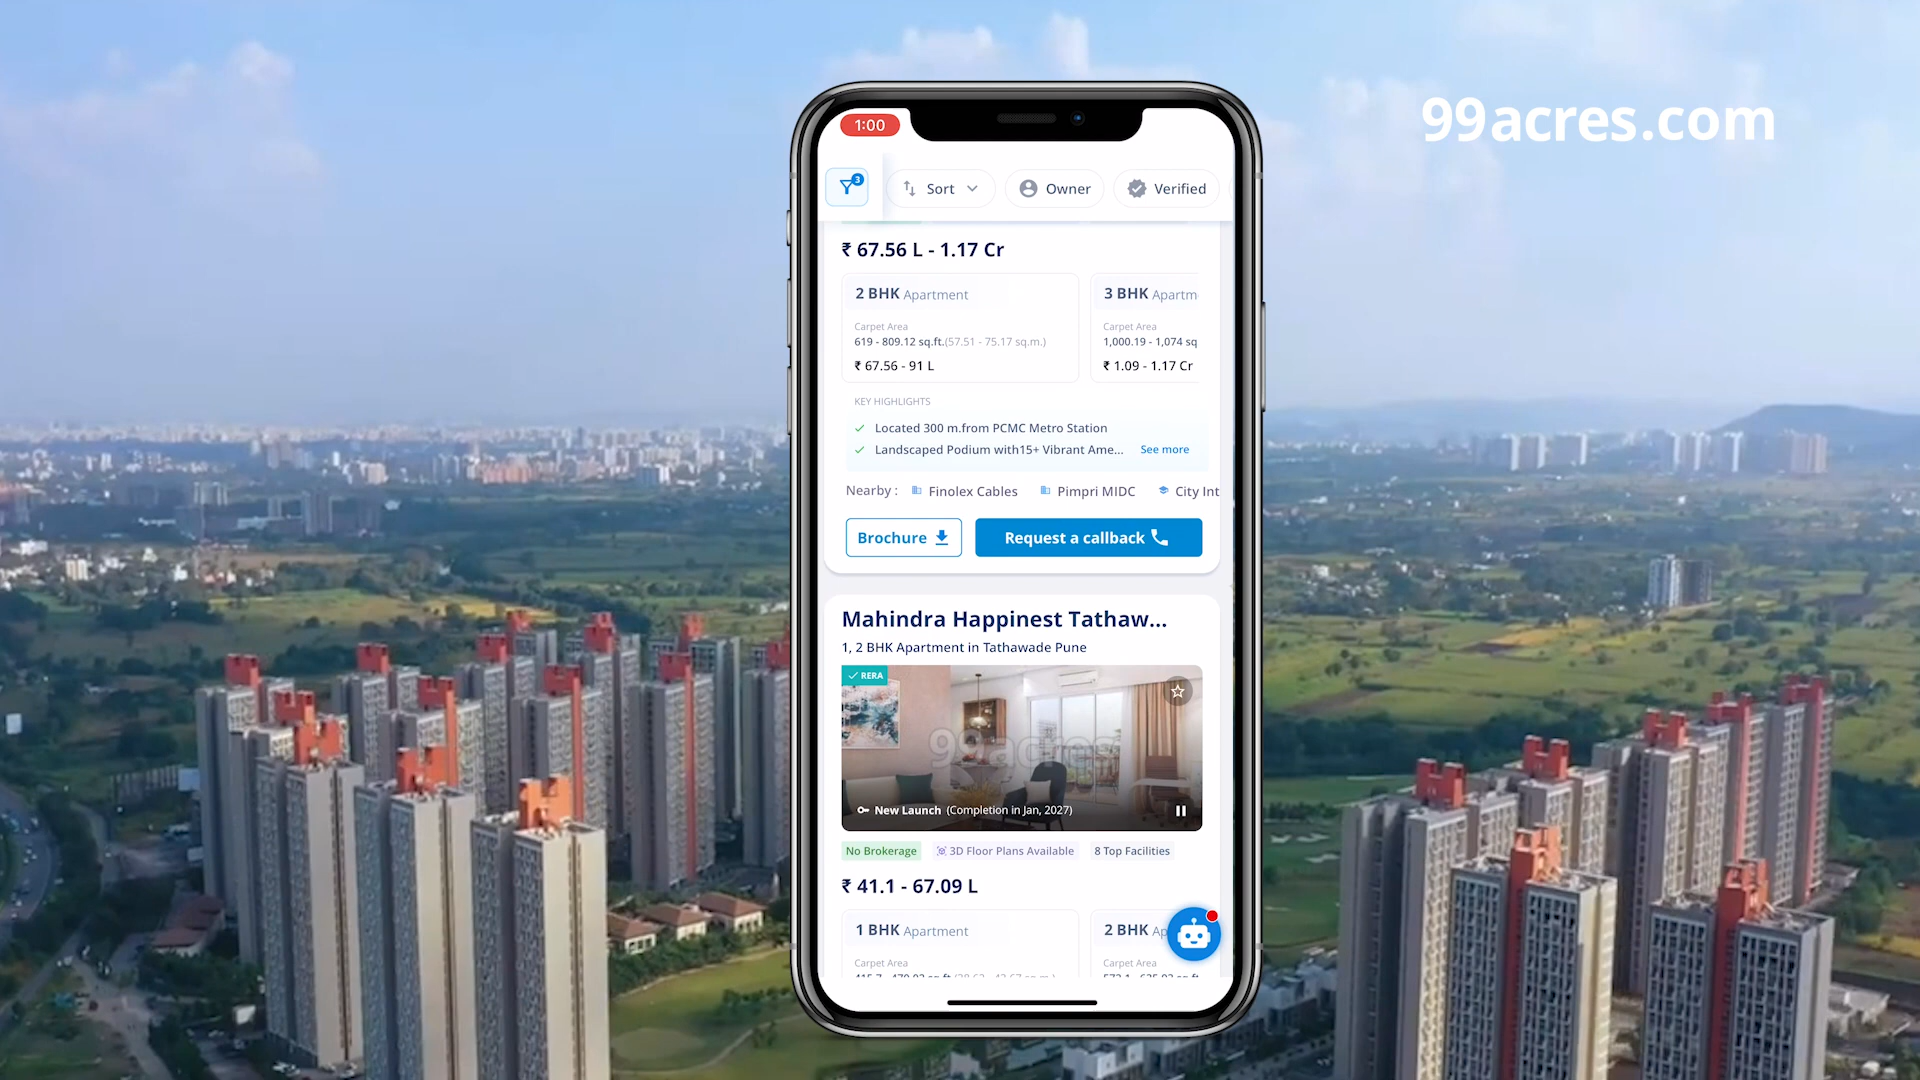 99acres.com
1:00
3
Sort
Owner
Verified
₹ 67.56 L - 1.17 Cr
2 BHK Apartment
3 BHK Apartm
Carpet Area
619 - 809.12 sq.ft.(57.51 - 75.17 sq.m.)
₹ 67.56 - 91 L
Carpet Area
1,000.19 - 1,074 sq
₹ 1.09 - 1.17 Cr
KEY HIGHLIGHTS
Located 300 m.from PCMC Metro Station
Landscaped Podium with15+ Vibrant Ame... See more
Nearby : Finolex Cables Pimpri MIDC City Int
Brochure
Request a callback
Mahindra Happinest Tathaw...
1, 2 BHK Apartment in Tathawade Pune
RERA
99acres
New Launch (Completion in Jan, 2027)
No Brokerage
3D Floor Plans Available
8 Top Facilities
₹ 41.1 - 67.09 L
1 BHK Apartment
2 BHK Ap
Carpet Area
Carpet Area